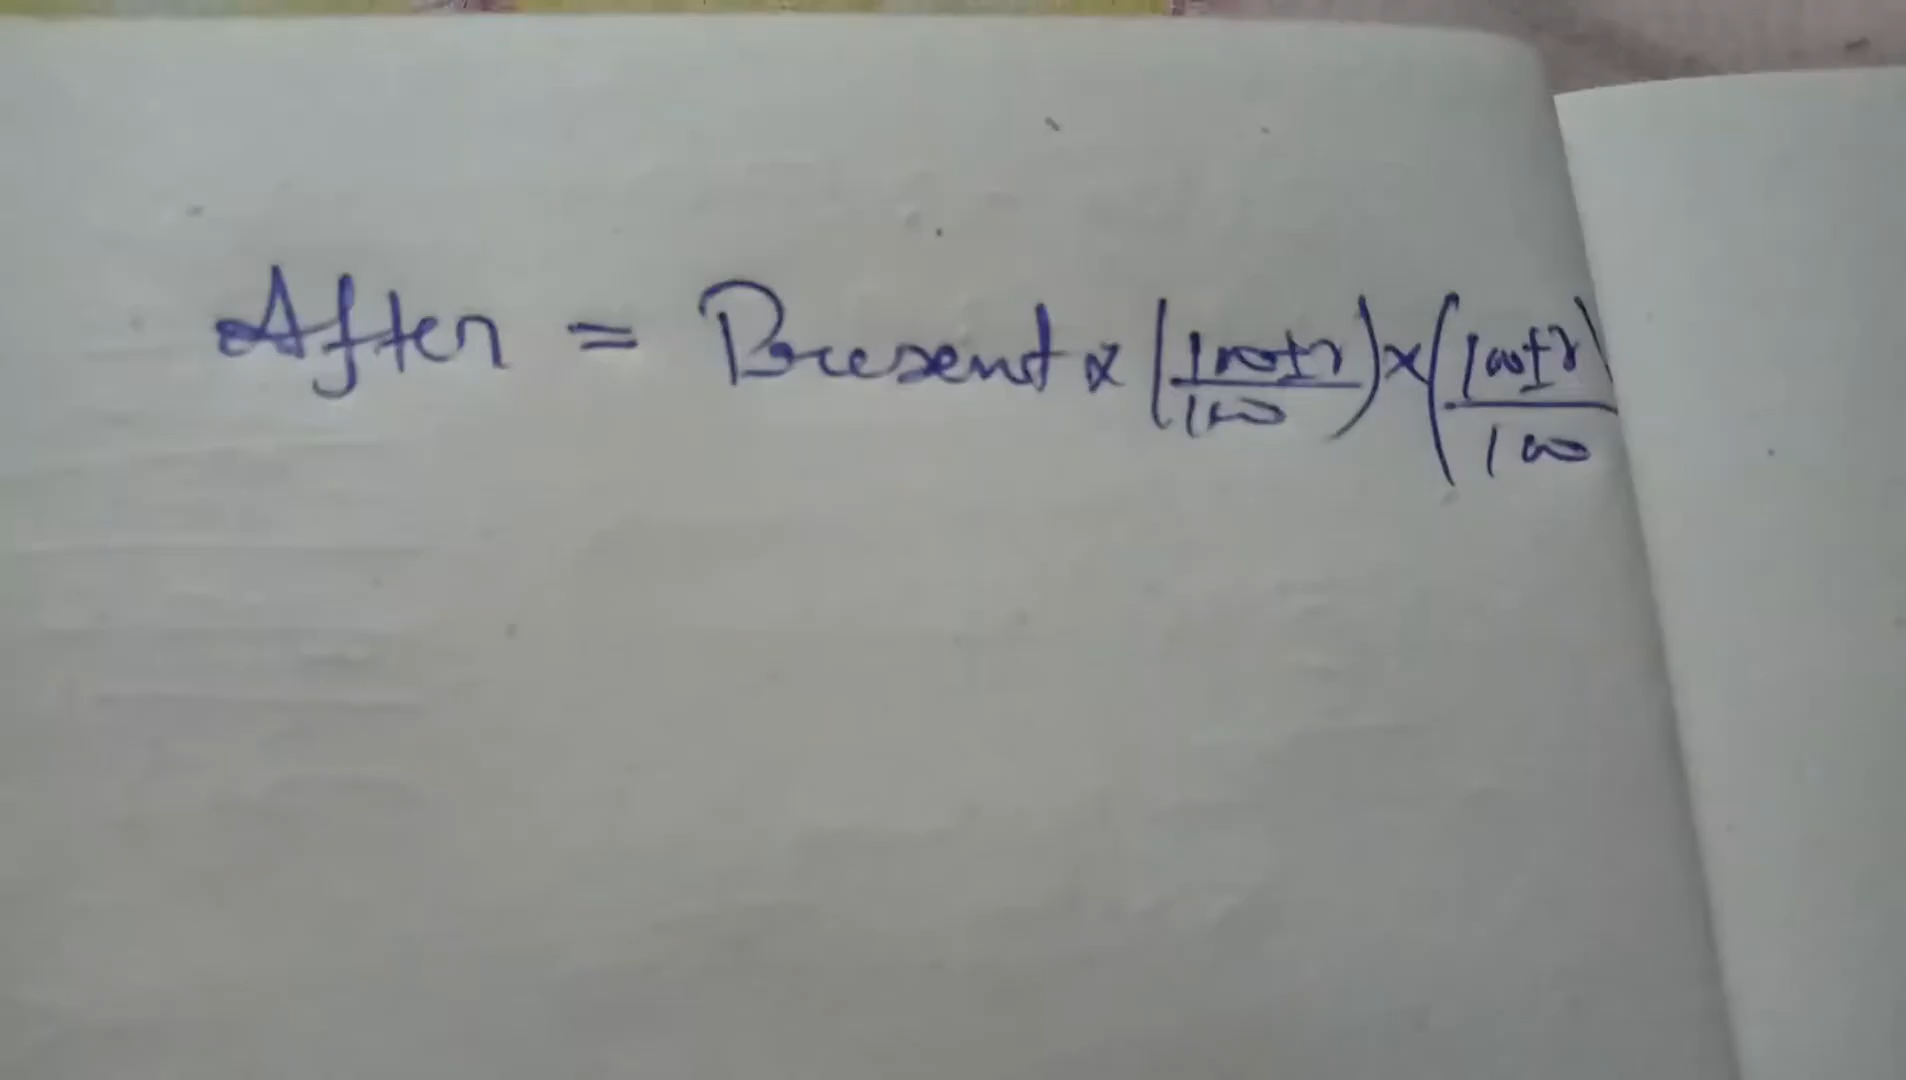 After = Present × (100±r/100) × (100±r/100)